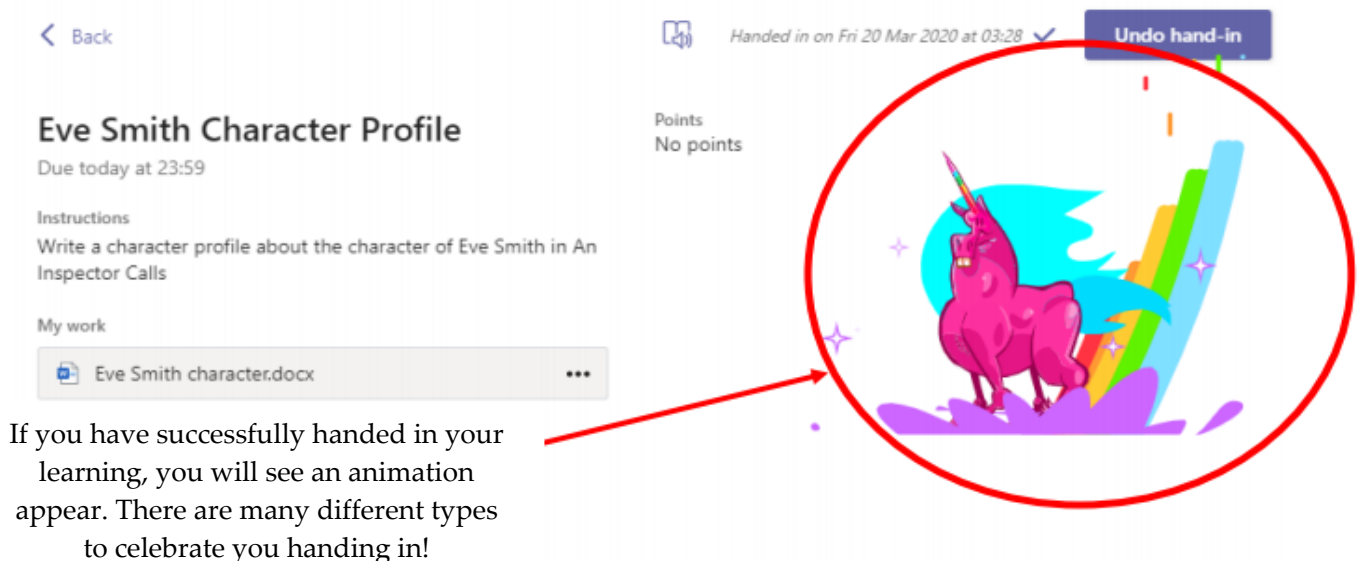 Back
Handed in on Fri 20 Mar 2020 at 03:28
Undo hand-in
Eve Smith Character Profile
Due today at 23:59
Points
No points
Instructions
Write a character profile about the character of Eve Smith in An
Inspector Calls
My work
Eve Smith character.docx
If you have successfully handed in your
learning, you will see an animation
appear. There are many different types
to celebrate you handing in!